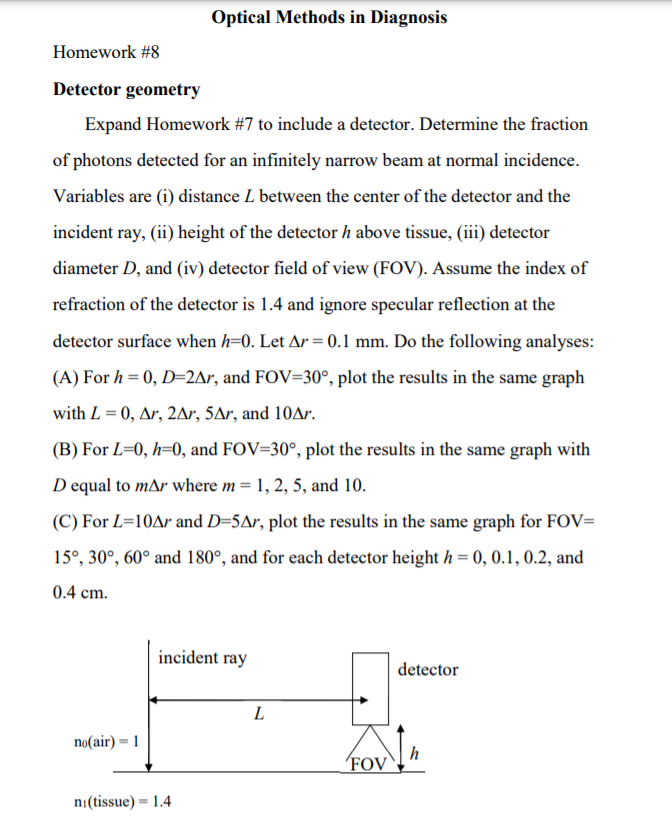 Optical Methods in Diagnosis
Homework #8
Detector geometry
Expand Homework #7 to include a detector. Determine the fraction
of photons detected for an infinitely narrow beam at normal incidence.
Variables are (i) distance L between the center of the detector and the
incident ray, (ii) height of the detector h above tissue, (iii) detector
diameter D, and (iv) detector field of view (FOV). Assume the index of
refraction of the detector is 1.4 and ignore specular reflection at the
detector surface when h=0. Let Δr = 0.1 mm. Do the following analyses:
(A) For h = 0, D=2Δr, and FOV=30°, plot the results in the same graph
with L = 0, Δr, 2Δr, 5Δr, and 10Δr.
(B) For L=0, h=0, and FOV=30°, plot the results in the same graph with
D equal to mΔr where m = 1, 2, 5, and 10.
(C) For L=10Δr and D=5Δr, plot the results in the same graph for FOV=
15°, 30°, 60° and 180°, and for each detector height h = 0, 0.1, 0.2, and
0.4 cm.
incident ray
detector
L
n₀(air) = 1
h
FOV
n₁(tissue) = 1.4